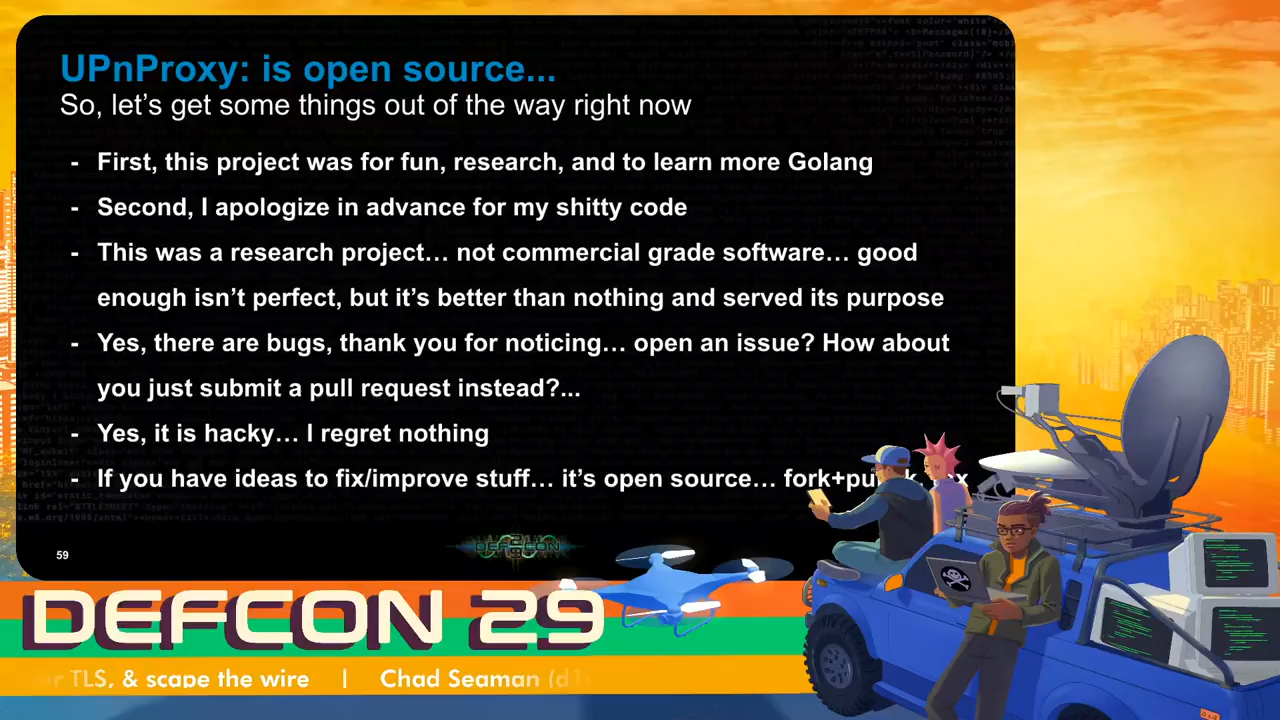 UPnProxy: is open source...
So, let's get some things out of the way right now
- First, this project was for fun, research, and to learn more Golang
- Second, I apologize in advance for my shitty code
- This was a research project… not commercial grade software… good
enough isn't perfect, but it's better than nothing and served its purpose
- Yes, there are bugs, thank you for noticing… open an issue? How about
you just submit a pull request instead?...
- Yes, it is hacky… I regret nothing
- If you have ideas to fix/improve stuff… it's open source…
59
DEFCON
DEFCON 29
TLS, & scape the wire | Chad Seaman